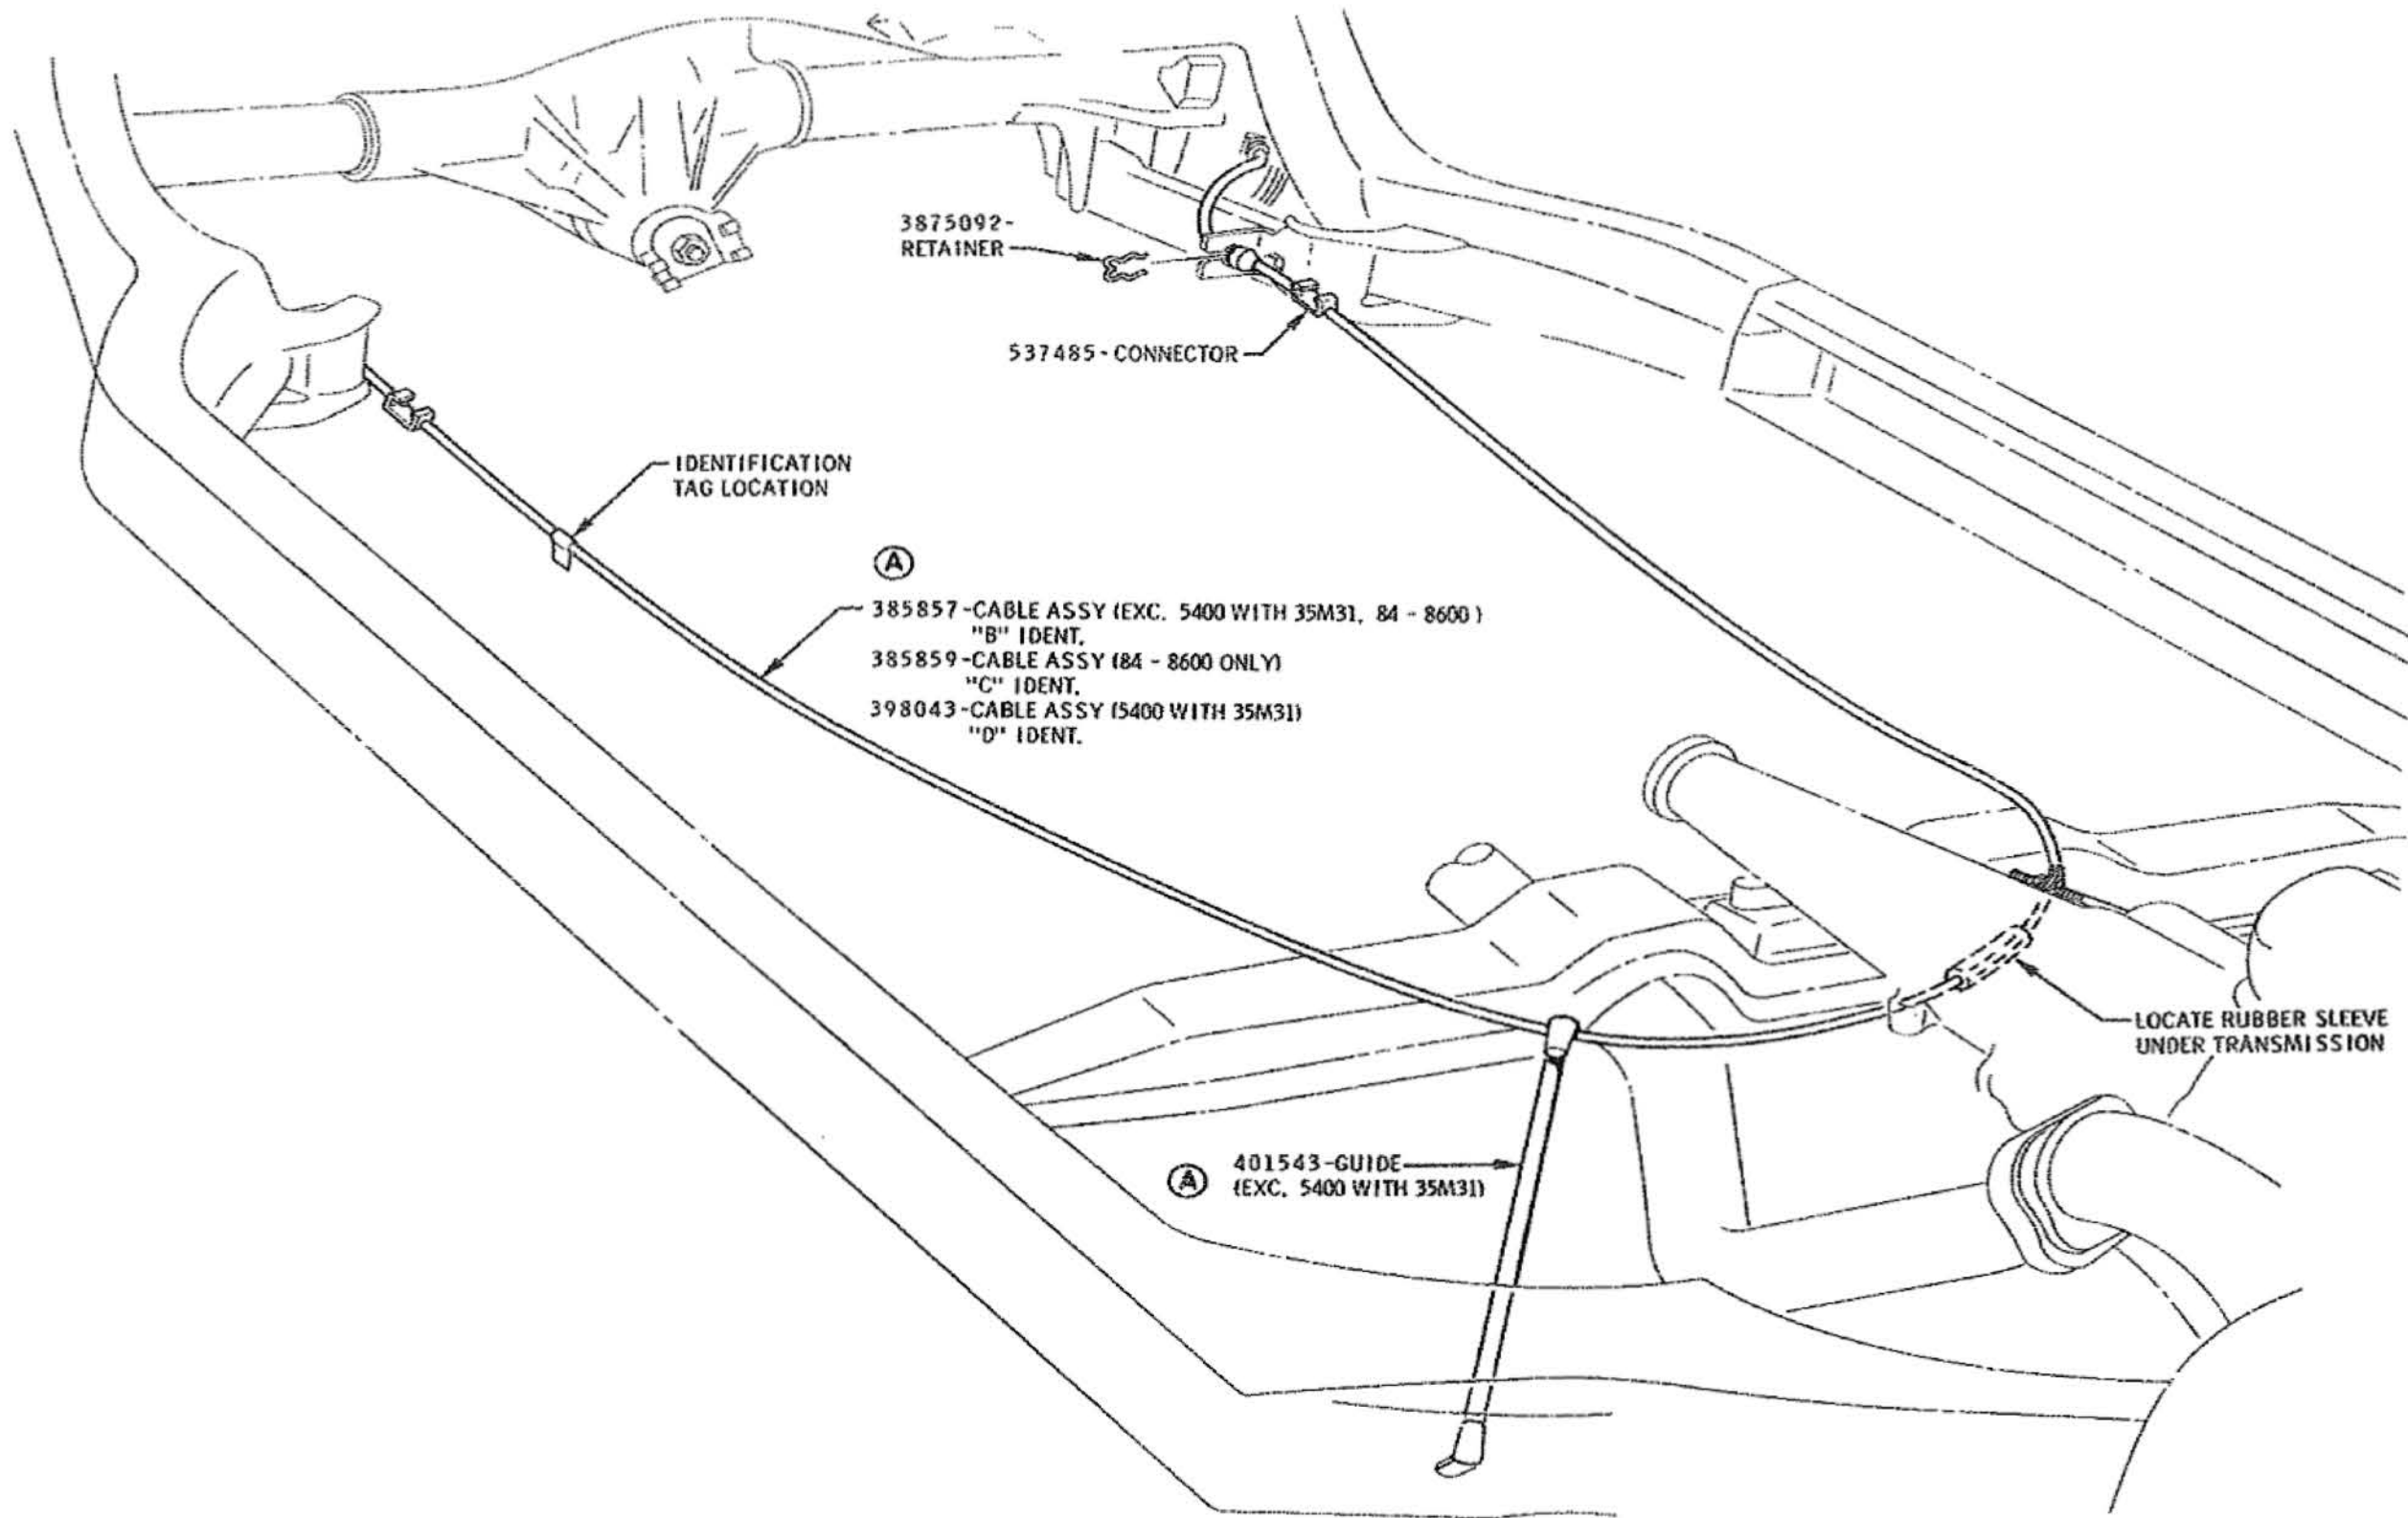 3875092-
RETAINER
537485-CONNECTOR
IDENTIFICATION
TAG LOCATION
A
385857-CABLE ASSY (EXC. 5400 WITH 35M31, 84 - 8600)
"B" IDENT.
385859-CABLE ASSY (84 - 8600 ONLY)
"C" IDENT.
398043-CABLE ASSY (5400 WITH 35M31)
"D" IDENT.
LOCATE RUBBER SLEEVE
UNDER TRANSMISSION
A
401543-GUIDE
(EXC. 5400 WITH 35M31)